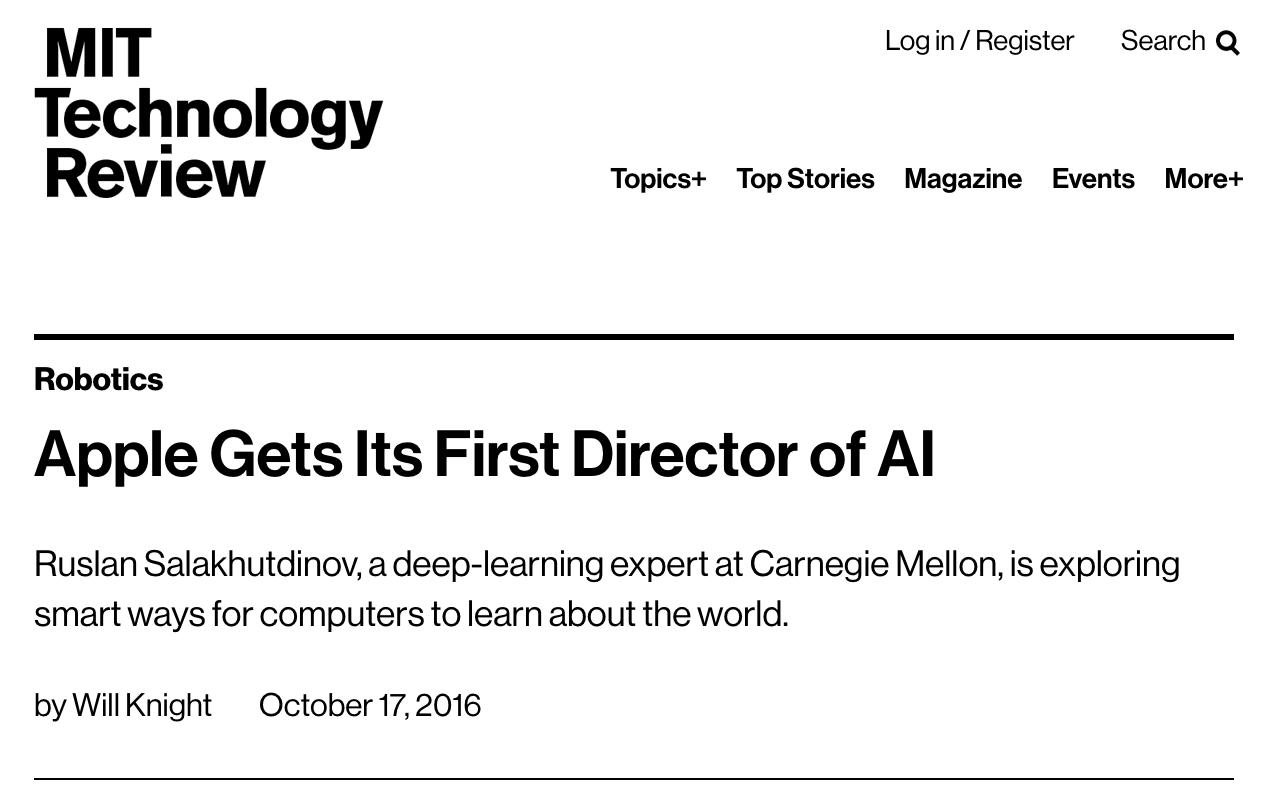 MIT
Technology
Review
Log in / Register Search
Topics+ Top Stories Magazine Events More+
Robotics
Apple Gets Its First Director of AI
Ruslan Salakhutdinov, a deep-learning expert at Carnegie Mellon, is exploring
smart ways for computers to learn about the world.
by Will Knight October 17, 2016